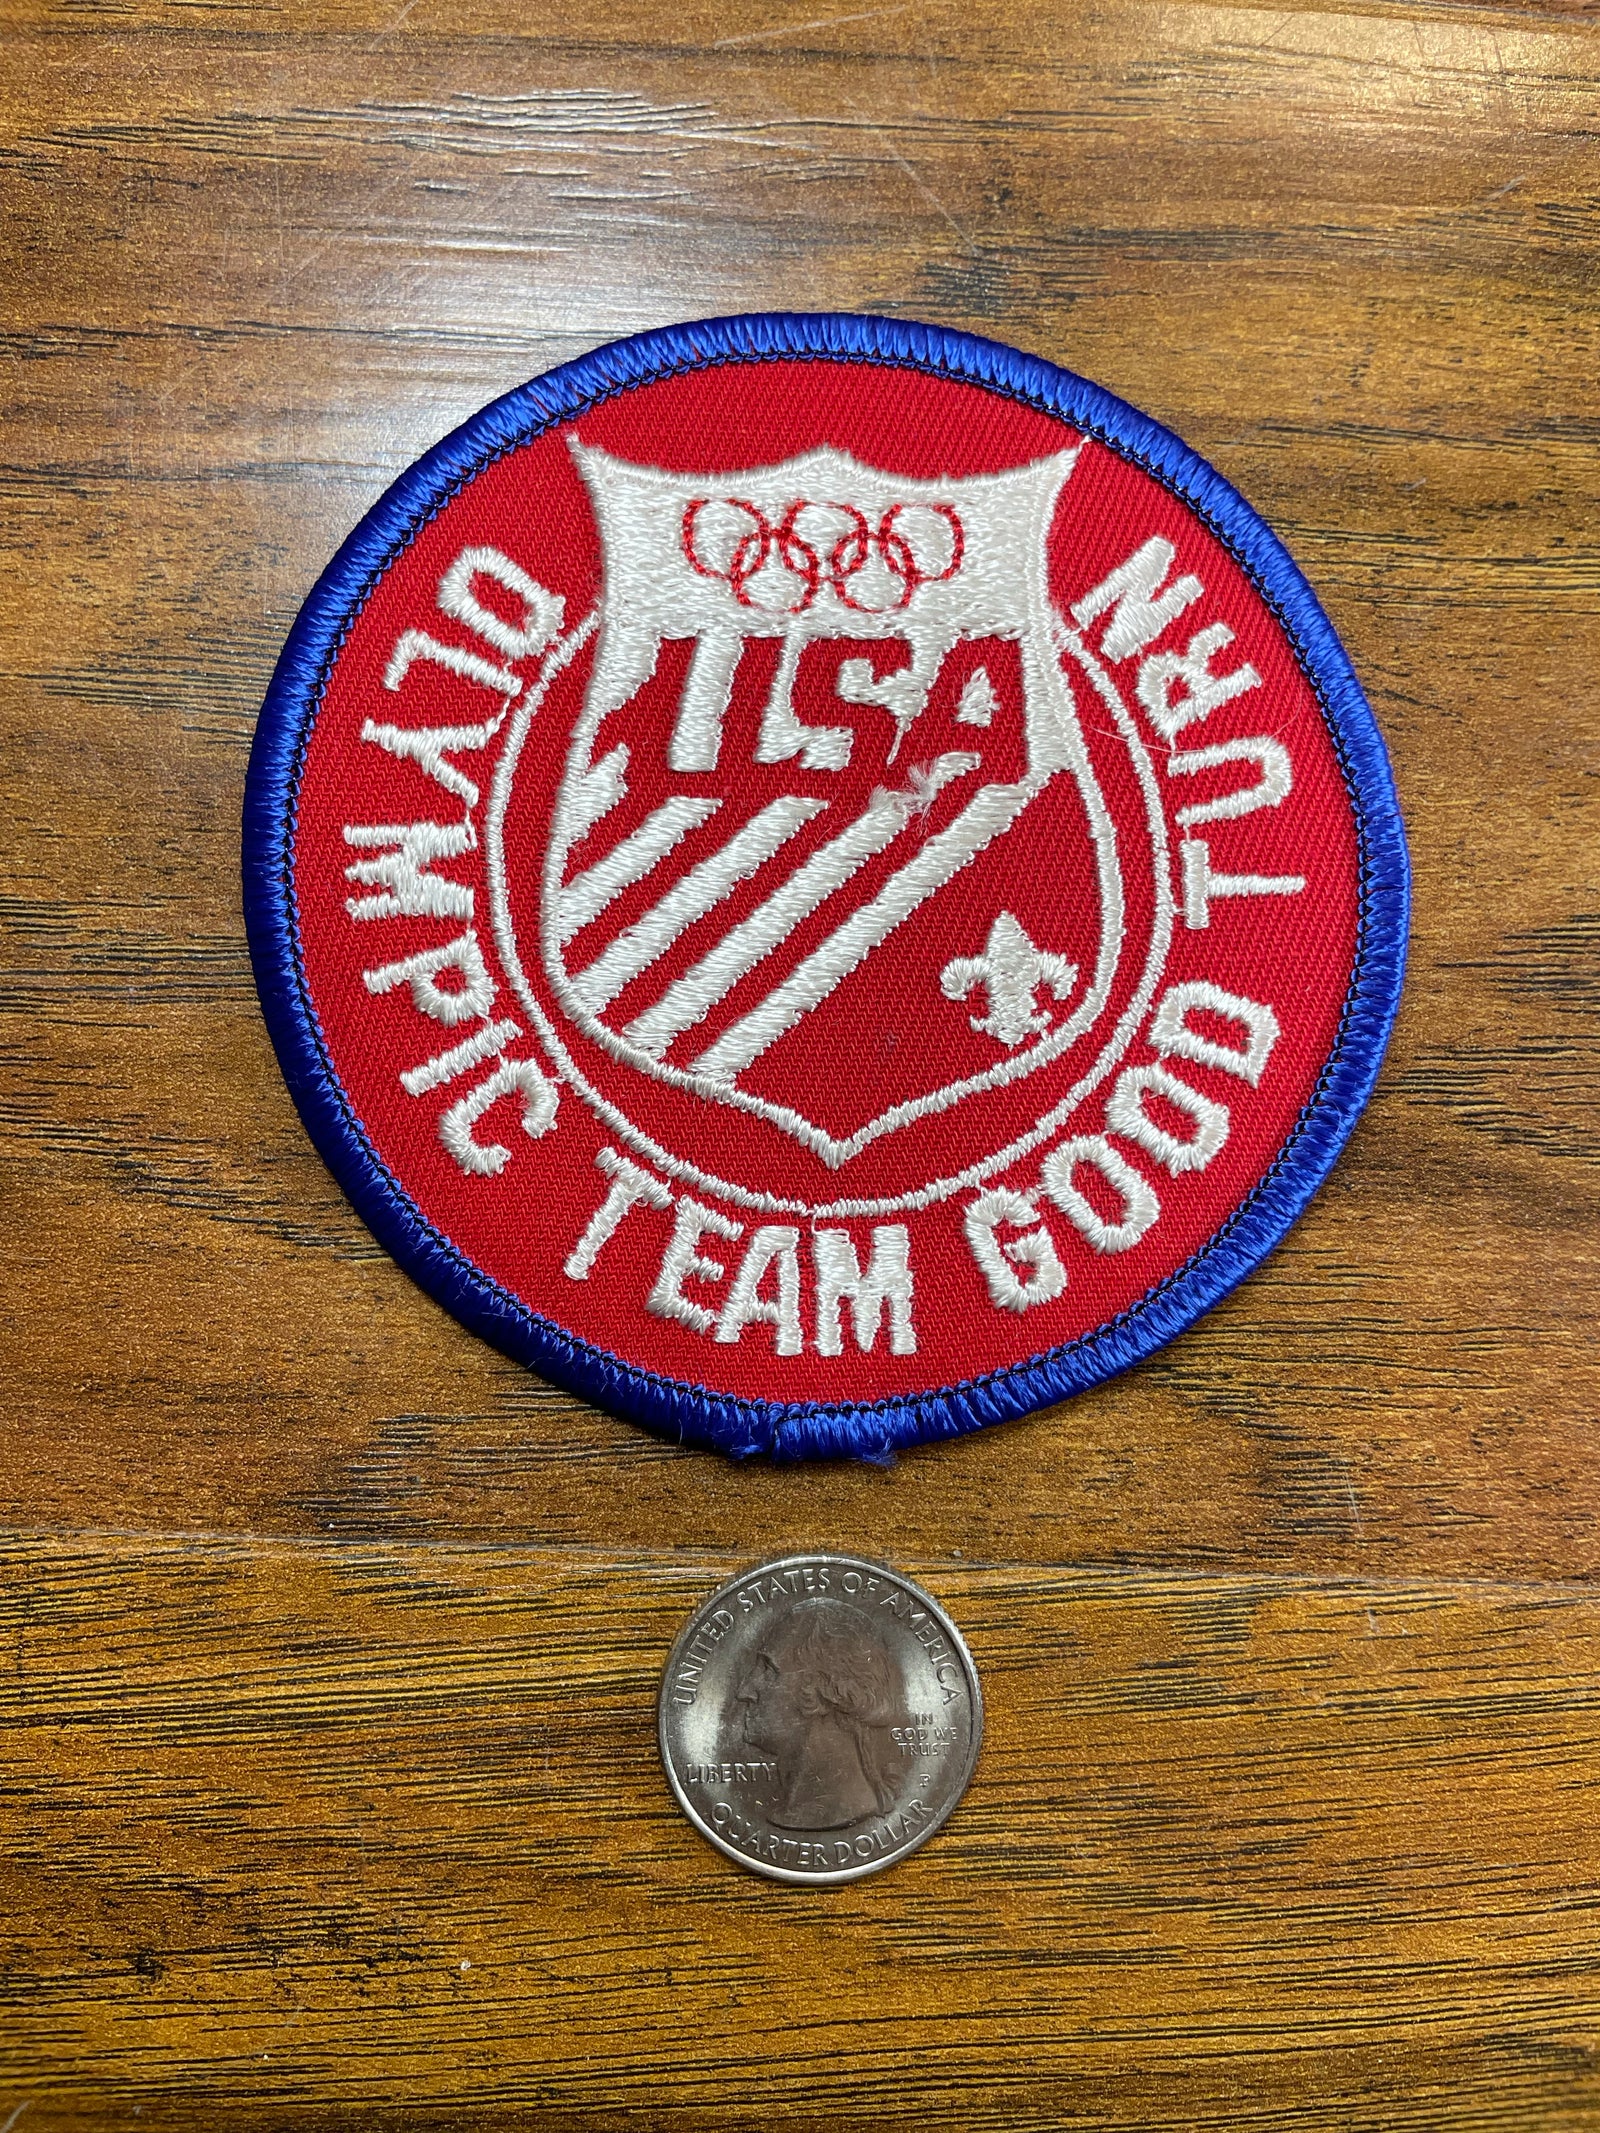 USA
OLYMPIC TEAM GOOD TURN
UNITED STATES OF AMERICA
LIBERTY
IN
GOD WE
TRUST
P
QUARTER DOLLAR